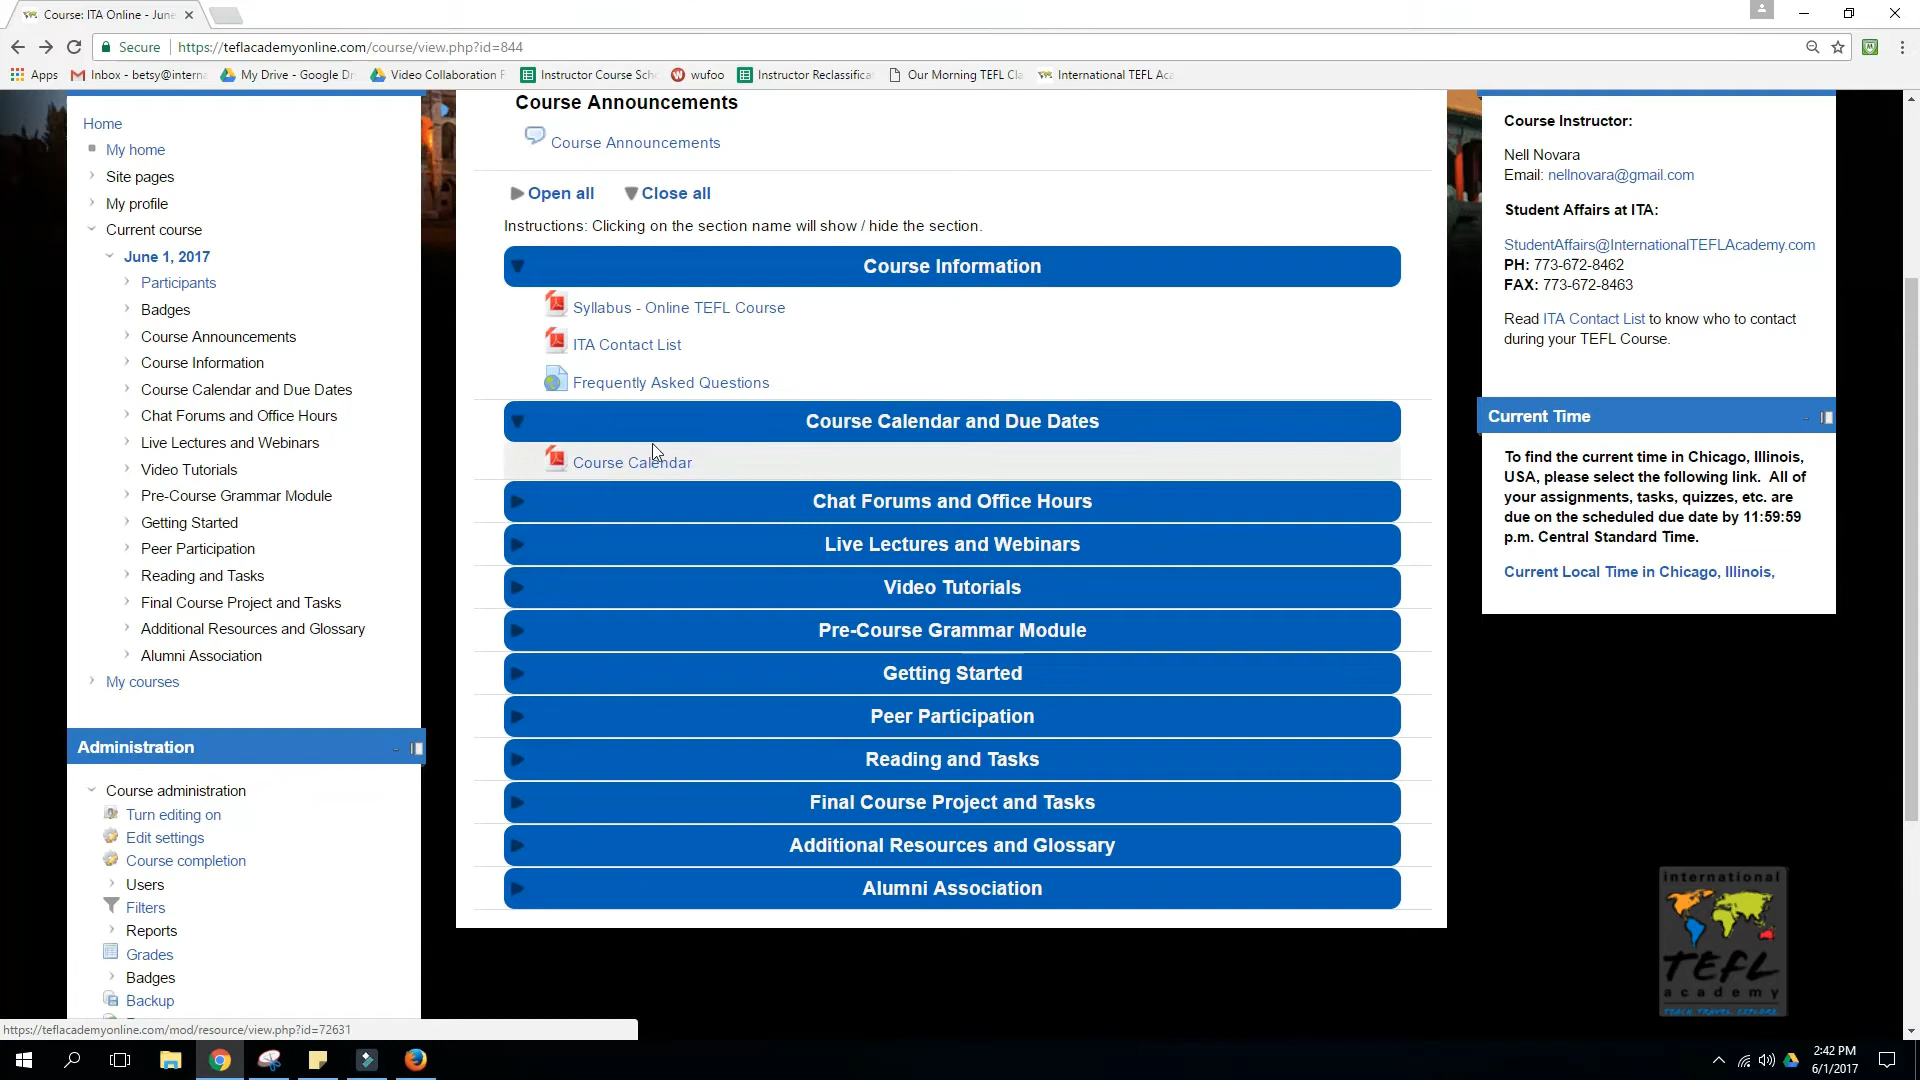 Course: ITA Online - June
Secure
https://teflacademyonline.com/course/view.php?id=844
Apps
Inbox - betsy@interna
My Drive - Google Dr
Video Collaboration F
Instructor Course Sch
wufoo
Instructor Reclassifica
Our Morning TEFL Cla
International TEFL Aca
Home
My home
Site pages
My profile
Current course
June 1, 2017
Participants
Badges
Course Announcements
Course Information
Course Calendar and Due Dates
Chat Forums and Office Hours
Live Lectures and Webinars
Video Tutorials
Pre-Course Grammar Module
Getting Started
Peer Participation
Reading and Tasks
Final Course Project and Tasks
Additional Resources and Glossary
Alumni Association
My courses
Administration
Course administration
Turn editing on
Edit settings
Course completion
Users
Filters
Reports
Grades
Badges
Backup
https://teflacademyonline.com/mod/resource/view.php?id=72631
Course Announcements
Course Announcements
Open all Close all
Instructions: Clicking on the section name will show / hide the section.
Course Information
Syllabus - Online TEFL Course
ITA Contact List
Frequently Asked Questions
Course Calendar and Due Dates
Course Calendar
Chat Forums and Office Hours
Live Lectures and Webinars
Video Tutorials
Pre-Course Grammar Module
Getting Started
Peer Participation
Reading and Tasks
Final Course Project and Tasks
Additional Resources and Glossary
Alumni Association
Course Instructor:
Nell Novara
Email: nellnovara@gmail.com
Student Affairs at ITA:
StudentAffairs@InternationalTEFLAcademy.com
PH: 773-672-8462
FAX: 773-672-8463
Read ITA Contact List to know who to contact
during your TEFL Course.
Current Time
To find the current time in Chicago, Illinois,
USA, please select the following link. All of
your assignments, tasks, quizzes, etc. are
due on the scheduled due date by 11:59:59
p.m. Central Standard Time.
Current Local Time in Chicago, Illinois,
international
TEFL
academy
TEACH. TRAVEL. EXPLORE.
2:42 PM
6/1/2017